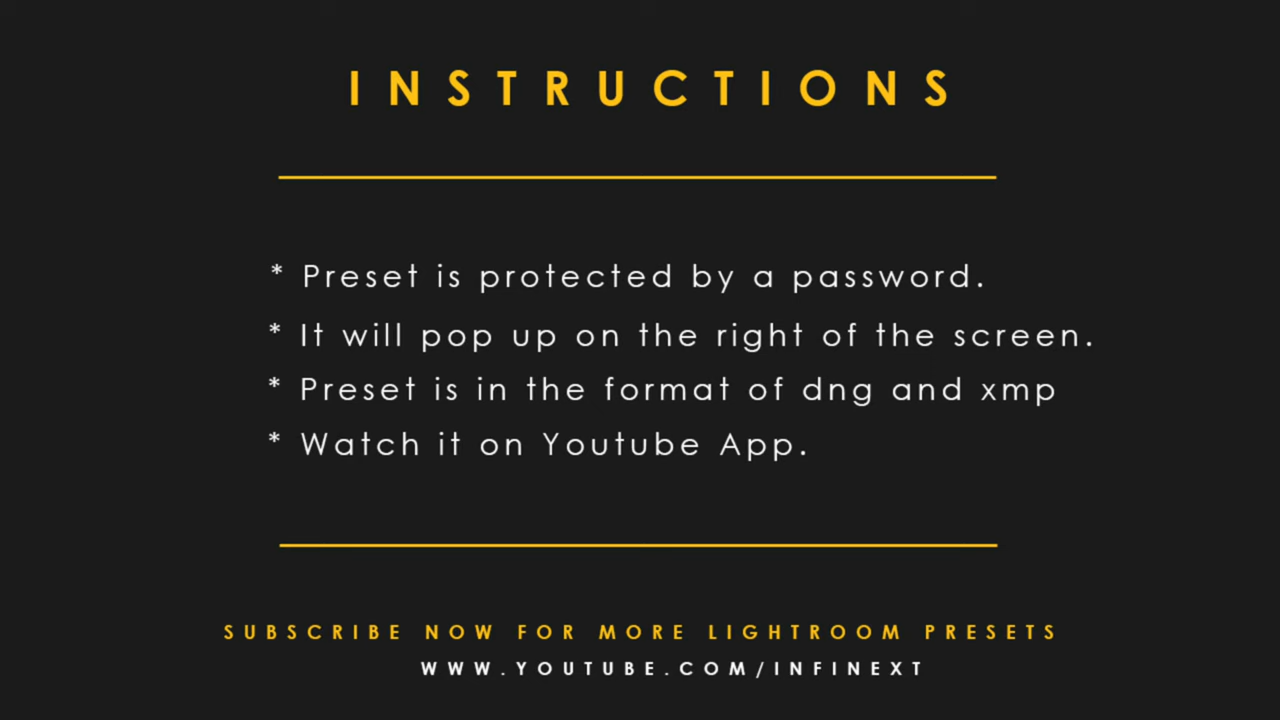 INSTRUCTIONS
* Preset is protected by a password.
* It will pop up on the right of the screen.
* Preset is in the format of dng and xmp
* Watch it on Youtube App.
SUBSCRIBE NOW FOR MORE LIGHTROOM PRESETS
WWW.YOUTUBE.COM/INFINEXT